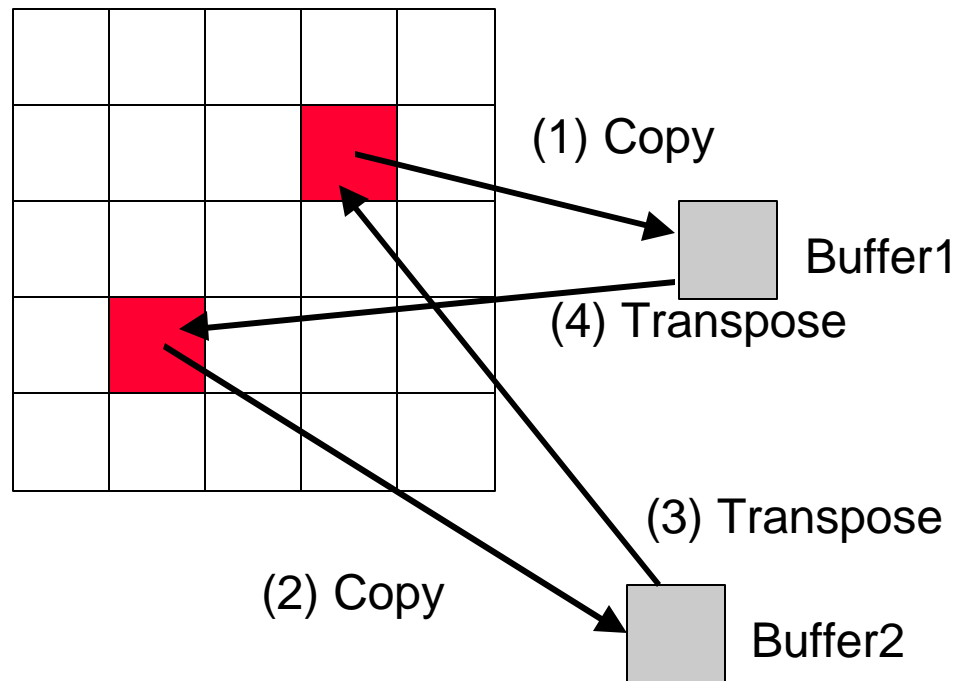 (1) Copy
Buffer1
(4) Transpose
(3) Transpose
(2) Copy
Buffer2